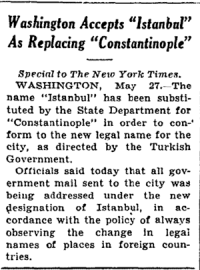 Washington Accepts "Istanbul"
As Replacing "Constantinople"
Special to The New York Times.
WASHINGTON, May 27.—The
name "Istanbul" has been substi-
tuted by the State Department for
"Constantinople" in order to con-
form to the new legal name for the
city, as directed by the Turkish
Government.
Officials said today that all gov-
ernment mail sent to the city was
being addressed under the new
designation of Istanbul, in ac-
cordance with the policy of always
observing the change in legal
names of places in foreign coun-
tries.